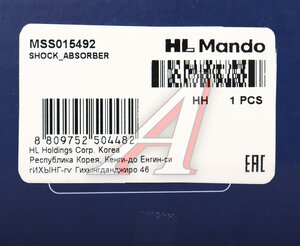 MSS015492
SHOCK_ABSORBER
HL Mando
HH 1 PCS
8 809752 504482
HL Holdings Corp. Korea
Республика Корея, Кенги-до Енгин-си
гИХЫНГ-гу Гихынгданджиро 46
EAC